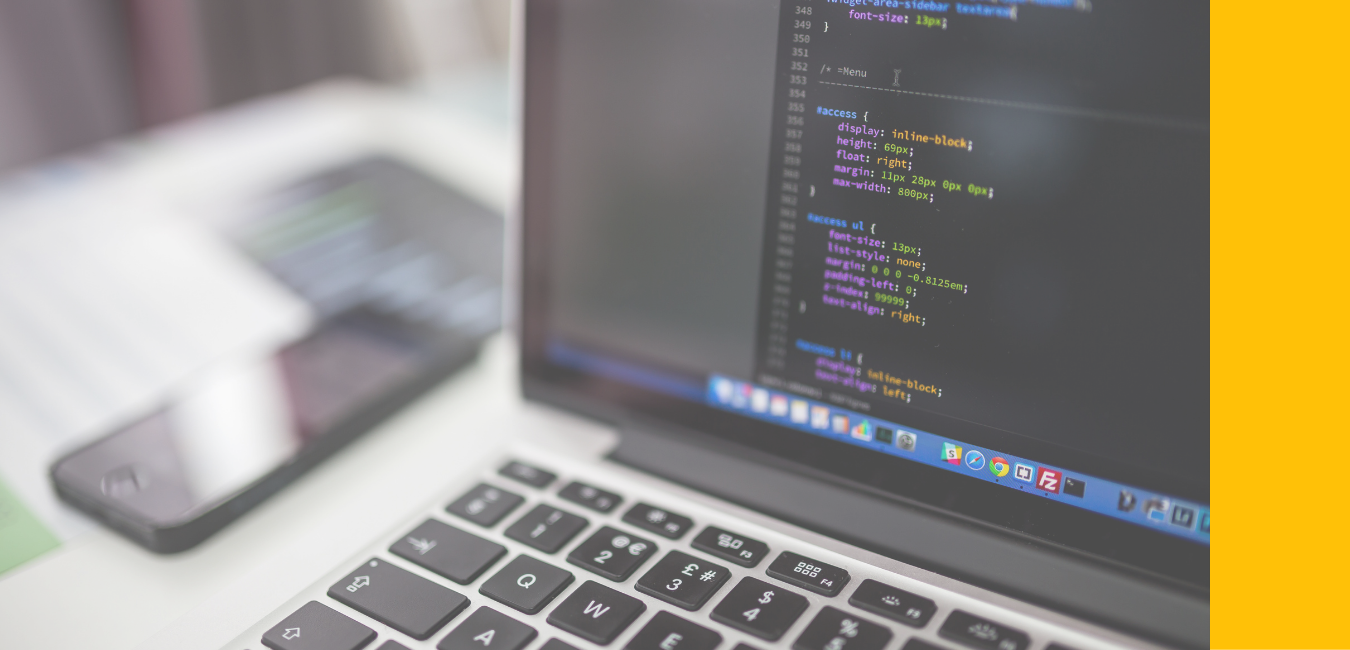 348
349
350
351
352
353
354
355
356
357
358
359
360
361
362
widget-area-sidebar textarea{
font-size: 13px;
}
/* =Menu
#access {
display: inline-block;
height: 69px;
float: right;
margin: 11px 28px 0px 0px;
max-width: 800px;
}
#access ul {
font-size: 13px;
list-style: none;
margin: 0 0 0 -0.8125em;
padding-left: 0;
z-index: 99999;
text-align: right;
}
#access li {
display: inline-block;
text-align: left;
S
Fz
F3
F4
F5
@ €
2
£ #
3
$
4
%
5
Q
W
E
A